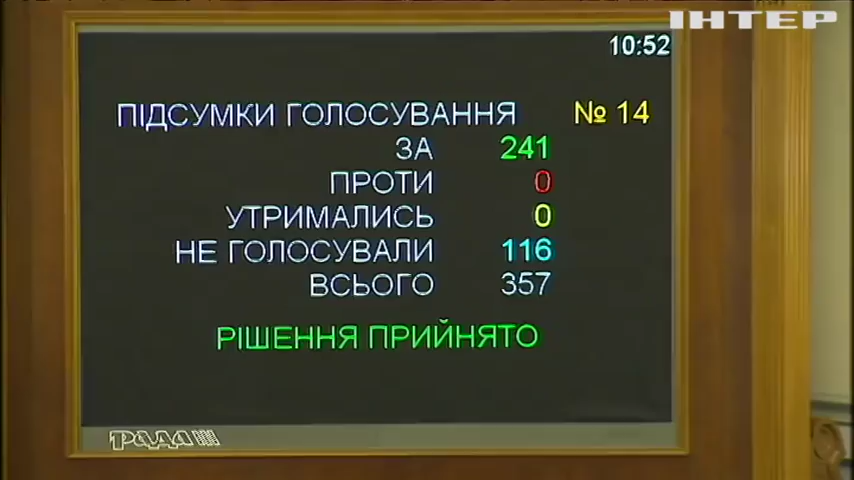 ІНТЕР
10:52
ПІДСУМКИ ГОЛОСУВАННЯ № 14
ЗА 241
ПРОТИ 0
УТРИМАЛИСЬ 0
НЕ ГОЛОСУВАЛИ 116
ВСЬОГО 357
РІШЕННЯ ПРИЙНЯТО
РАДА